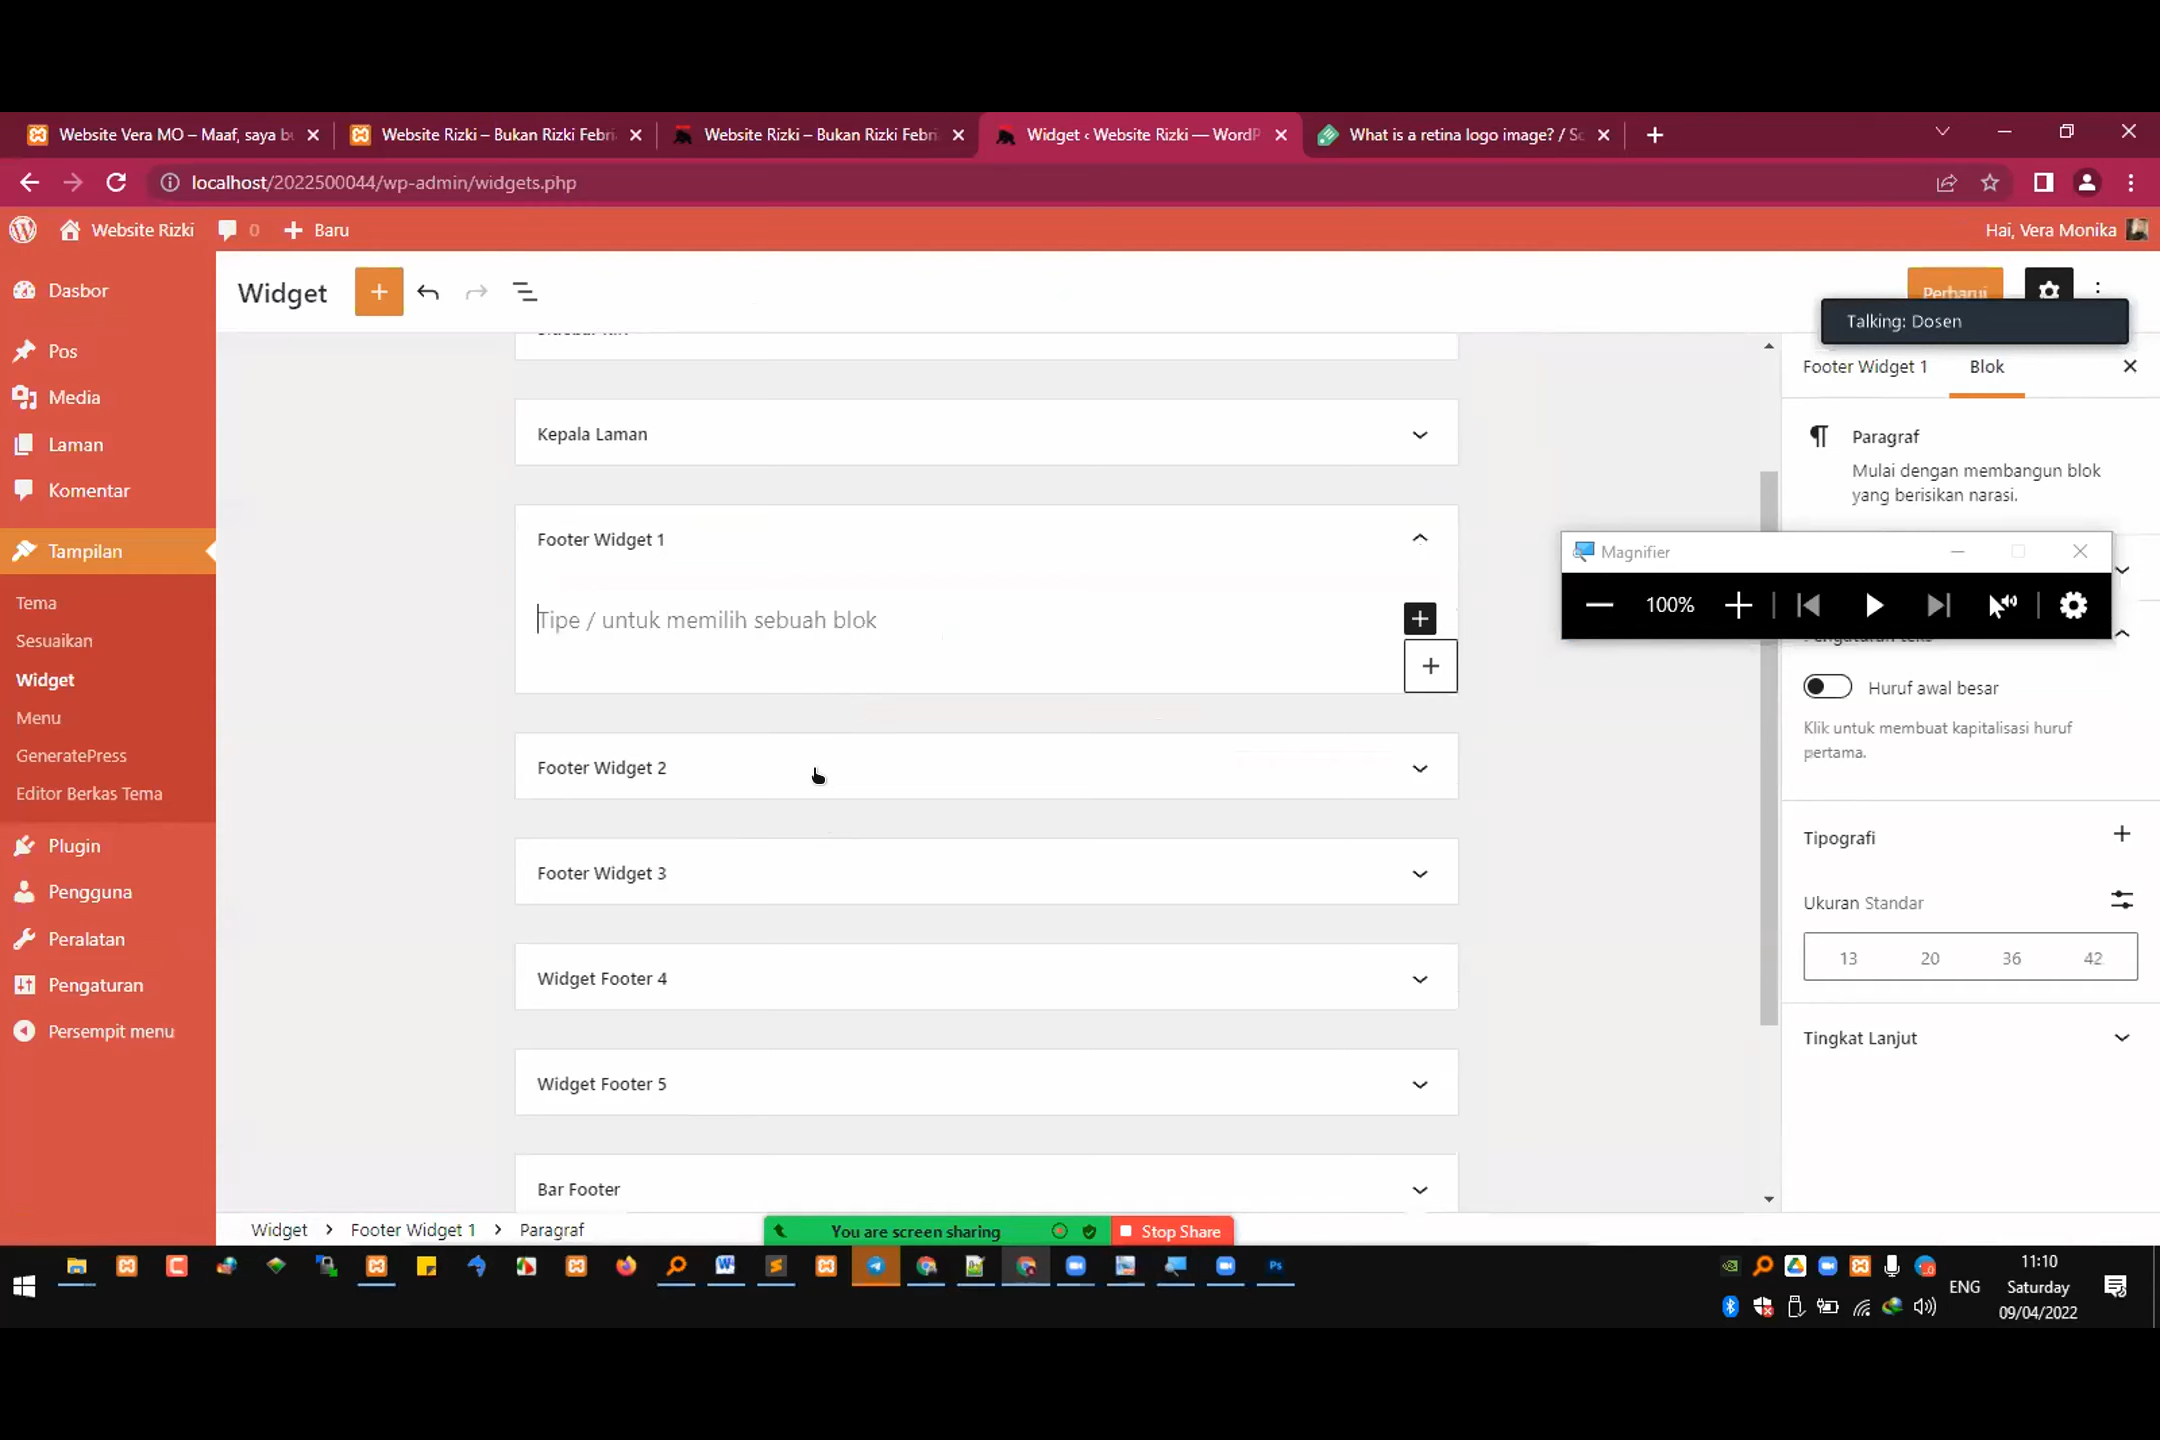 Website Vera MO – Maaf, saya b
Website Rizki – Bukan Rizki Febri
Website Rizki – Bukan Rizki Febri
Widget ‹ Website Rizki — WordP
What is a retina logo image? / Sc
localhost/2022500044/wp-admin/widgets.php
Website Rizki
0
Baru
Hai, Vera Monika
Dasbor
Pos
Media
Laman
Komentar
Tampilan
Tema
Sesuaikan
Widget
Menu
GeneratePress
Editor Berkas Tema
Plugin
Pengguna
Peralatan
Pengaturan
Persempit menu
Widget
Perbarui
Talking: Dosen
Kepala Laman
Footer Widget 1
Tipe / untuk memilih sebuah blok
Footer Widget 2
Footer Widget 3
Widget Footer 4
Widget Footer 5
Bar Footer
Footer Widget 1
Blok
Paragraf
Mulai dengan membangun blok
yang berisikan narasi.
Magnifier
100%
Huruf awal besar
Klik untuk membuat kapitalisasi huruf
pertama.
Tipografi
Ukuran Standar
13 20 36 42
Tingkat Lanjut
Widget > Footer Widget 1 > Paragraf
You are screen sharing
Stop Share
ENG
11:10
Saturday
09/04/2022